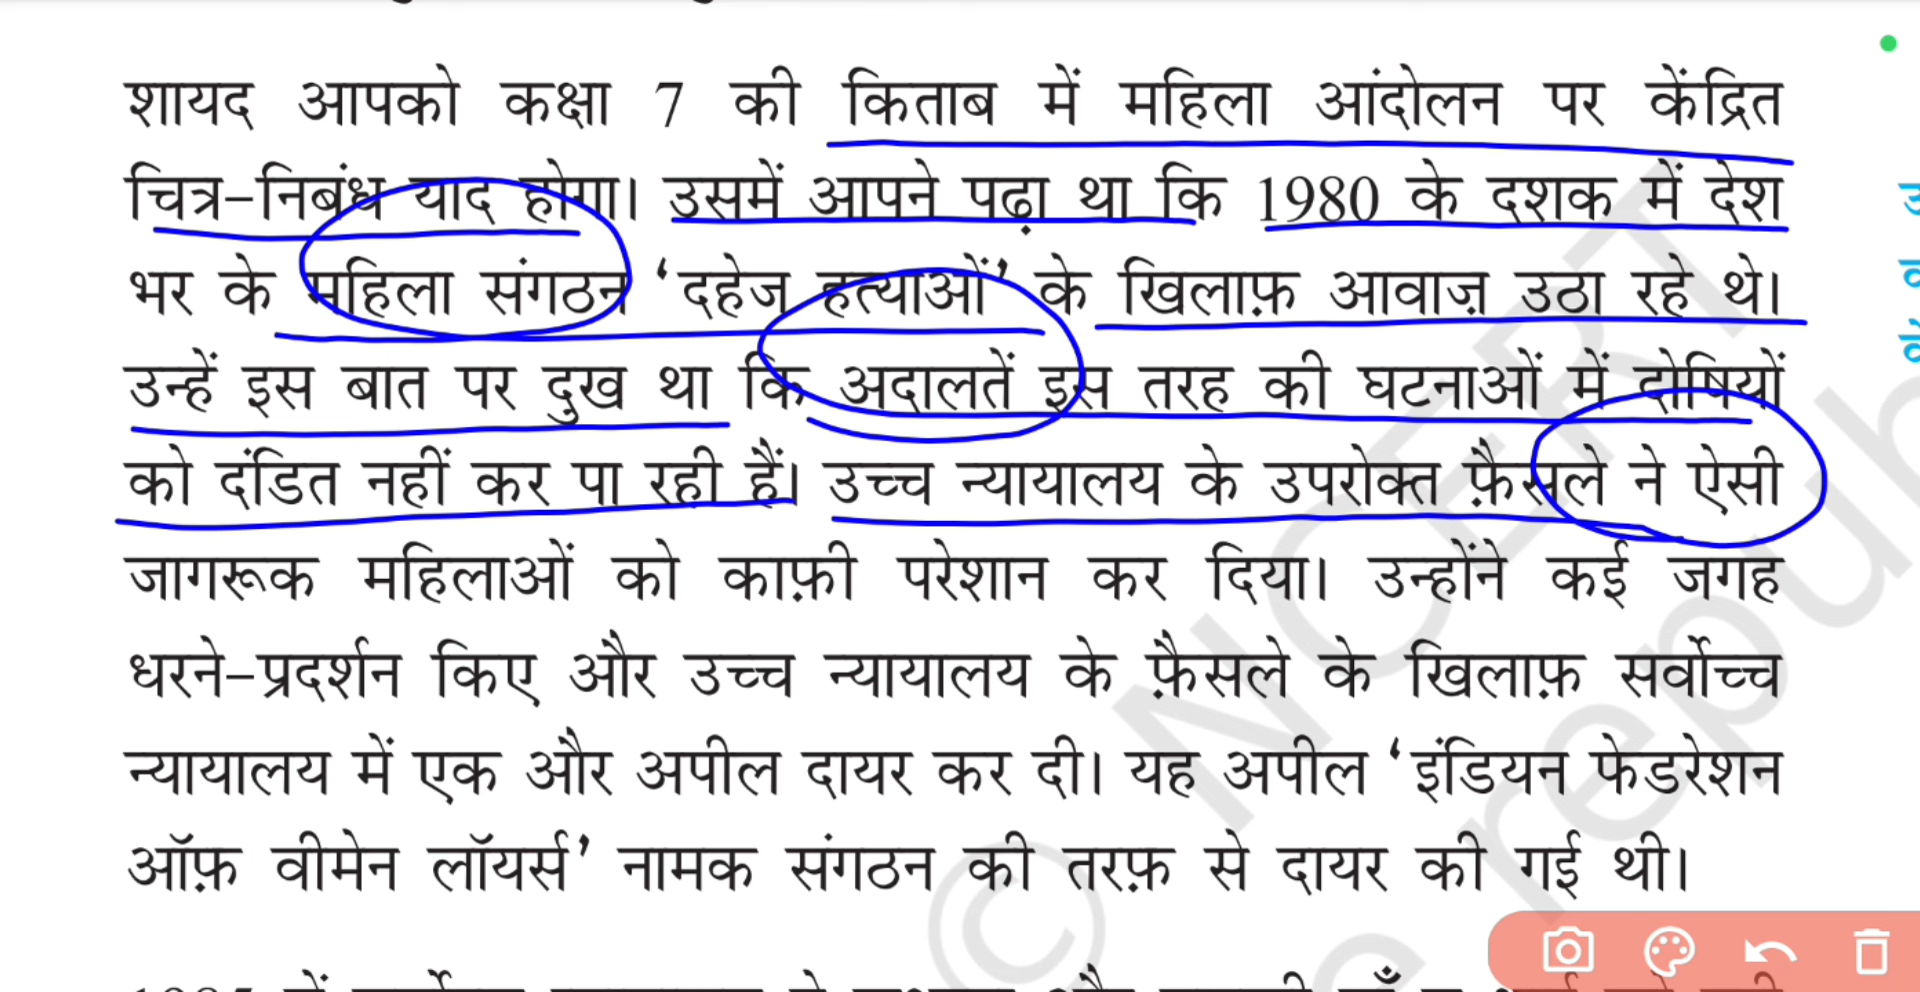 शायद आपको कक्षा 7 की किताब में महिला आंदोलन पर केंद्रित
चित्र-निबंध याद होगा। उसमें आपने पढ़ा था कि 1980 के दशक में देश
भर के महिला संगठन ‘दहेज हत्याओं’ के खिलाफ़ आवाज़ उठा रहे थे।
उन्हें इस बात पर दुख था कि अदालतें इस तरह की घटनाओं में दोषियों
को दंडित नहीं कर पा रही हैं। उच्च न्यायालय के उपरोक्त फ़ैसले ने ऐसी
जागरूक महिलाओं को काफ़ी परेशान कर दिया। उन्होंने कई जगह
धरने-प्रदर्शन किए और उच्च न्यायालय के फ़ैसले के खिलाफ़ सर्वोच्च
न्यायालय में एक और अपील दायर कर दी। यह अपील ‘इंडियन फेडरेशन
ऑफ़ वीमेन लॉयर्स’ नामक संगठन की तरफ़ से दायर की गई थी।
© NCERT